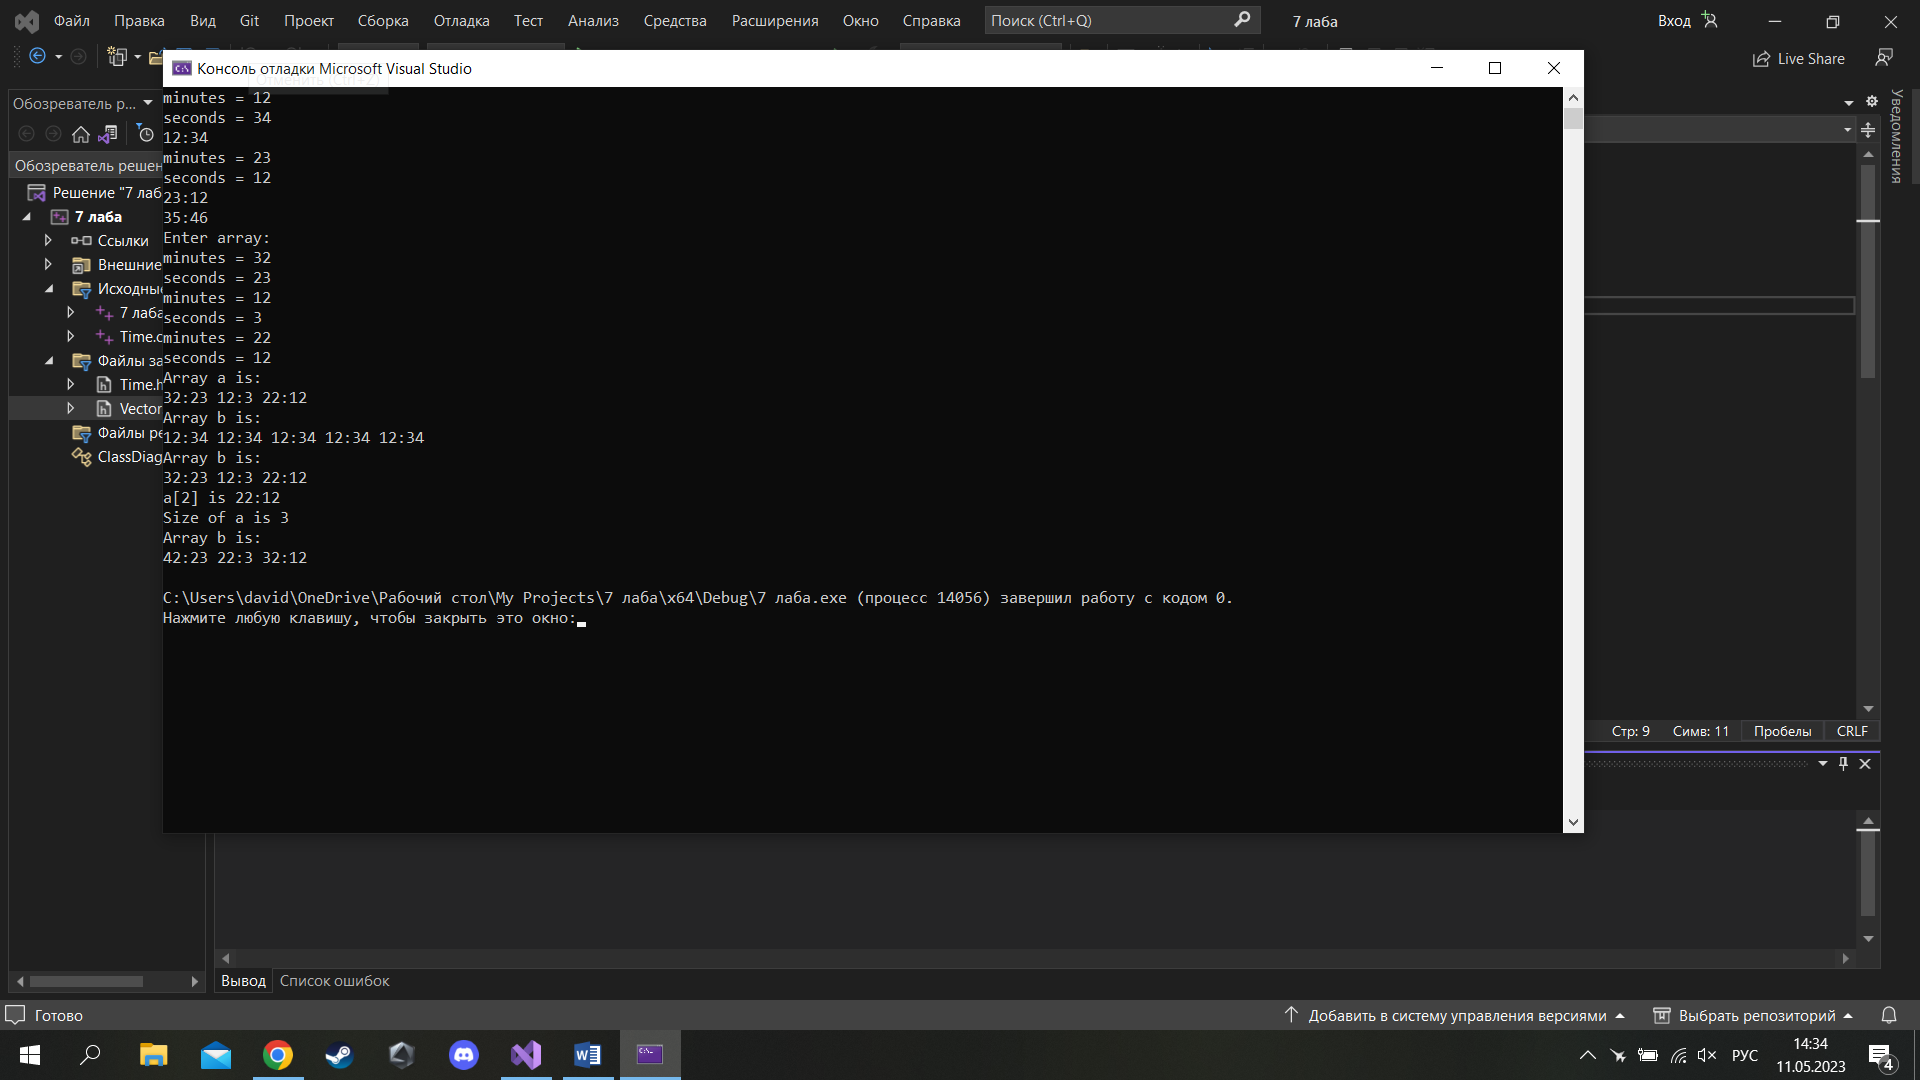 Файл Правка Вид Git Проект Сборка Отладка Тест Анализ Средства Расширения Окно Справка Поиск (Ctrl+Q) 7 лаба Вход
Live Share
Консоль отладки Microsoft Visual Studio
Обозреватель р...
Обозреватель решен
Решение "7 лаб
7 лаба
Ссылки
Внешние
Исходные
7 лаба
Time.c
Файлы за
Time.h
Vector
Файлы ре
ClassDiag
minutes = 12
seconds = 34
12:34
minutes = 23
seconds = 12
23:12
35:46
Enter array:
minutes = 32
seconds = 23
minutes = 12
seconds = 3
minutes = 22
seconds = 12
Array a is:
32:23 12:3 22:12
Array b is:
12:34 12:34 12:34 12:34 12:34
Array b is:
32:23 12:3 22:12
a[2] is 22:12
Size of a is 3
Array b is:
42:23 22:3 32:12
C:\Users\david\OneDrive\Рабочий стол\My Projects\7 лаба\x64\Debug\7 лаба.exe (процесс 14056) завершил работу с кодом 0.
Нажмите любую клавишу, чтобы закрыть это окно:
Уведомления
Стр: 9 Симв: 11 Пробелы CRLF
Вывод Список ошибок
Готово Добавить в систему управления версиями Выбрать репозиторий
РУС 14:34
11.05.2023
4